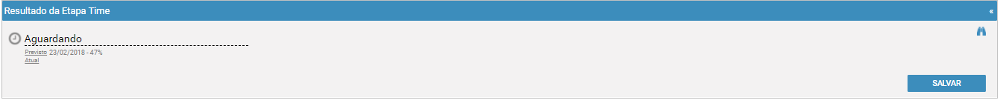 Resultado da Etapa Time «
Aguardando
Previsto 23/02/2018 - 47%
Atual
SALVAR